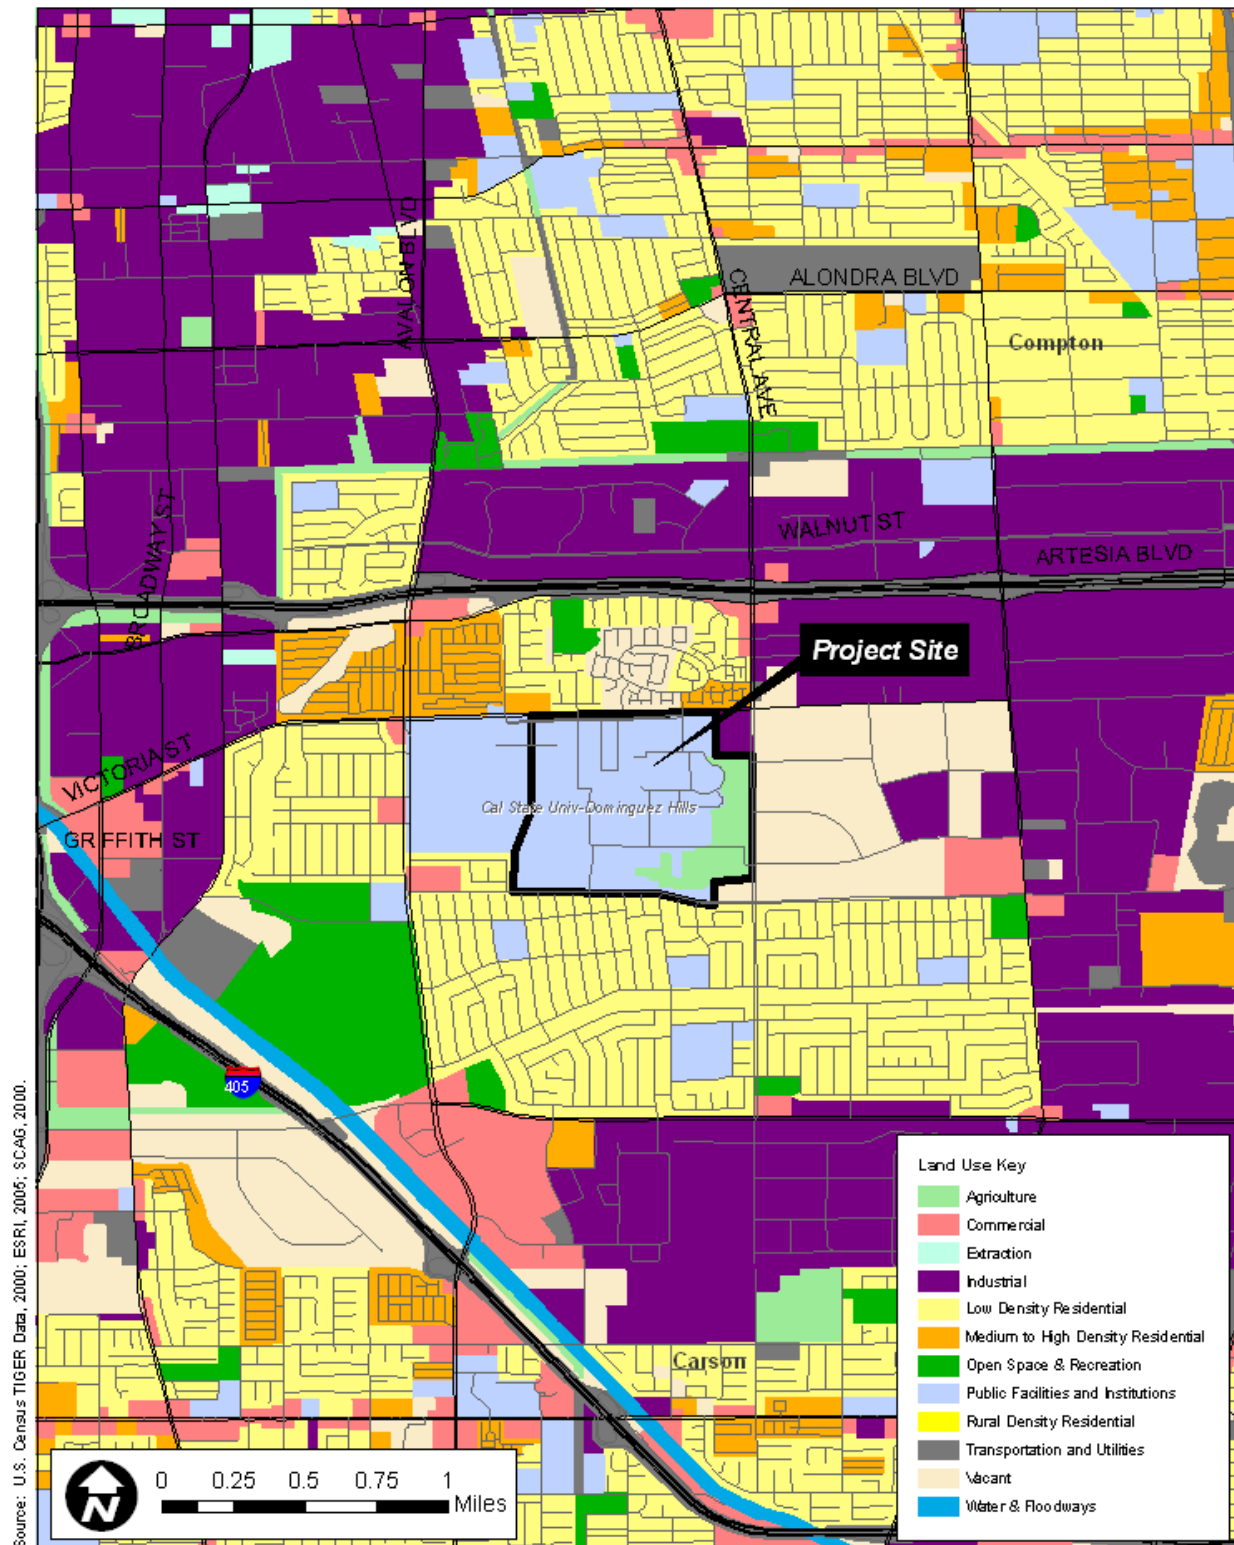 AVALON BLVD
CENTRAL AVE
ALONDRA BLVD
Compton
BROADWAY ST
WALNUT ST
ARTESIA BLVD
Project Site
VICTORIA ST
Cal State Univ-Dominguez Hills
GRIFFITH ST
405
Carson
Land Use Key
Agriculture
Commercial
Extraction
Industrial
Low Density Residential
Medium to High Density Residential
Open Space & Recreation
Public Facilities and Institutions
Rural Density Residential
Transportation and Utilities
Vacant
Water & Floodways
N
0 0.25 0.5 0.75 1
Miles
Source: U.S. Census TIGER Data, 2000; ESRI, 2005; SCAG, 2000.